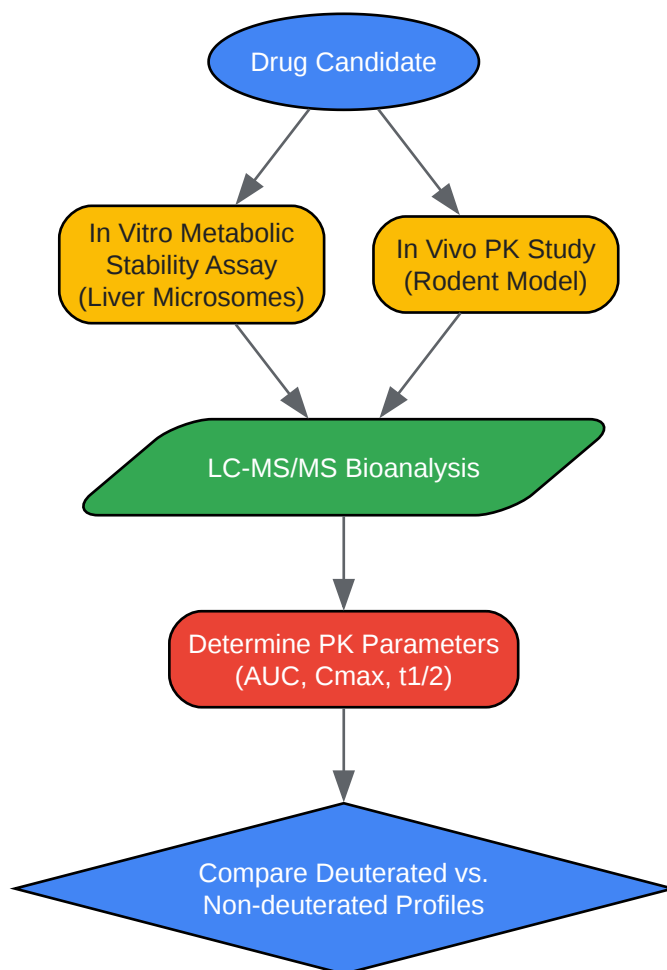 Drug Candidate
In Vitro Metabolic
Stability Assay
(Liver Microsomes)
In Vivo PK Study
(Rodent Model)
LC-MS/MS Bioanalysis
Determine PK Parameters
(AUC, Cmax, t1/2)
Compare Deuterated vs.
Non-deuterated Profiles